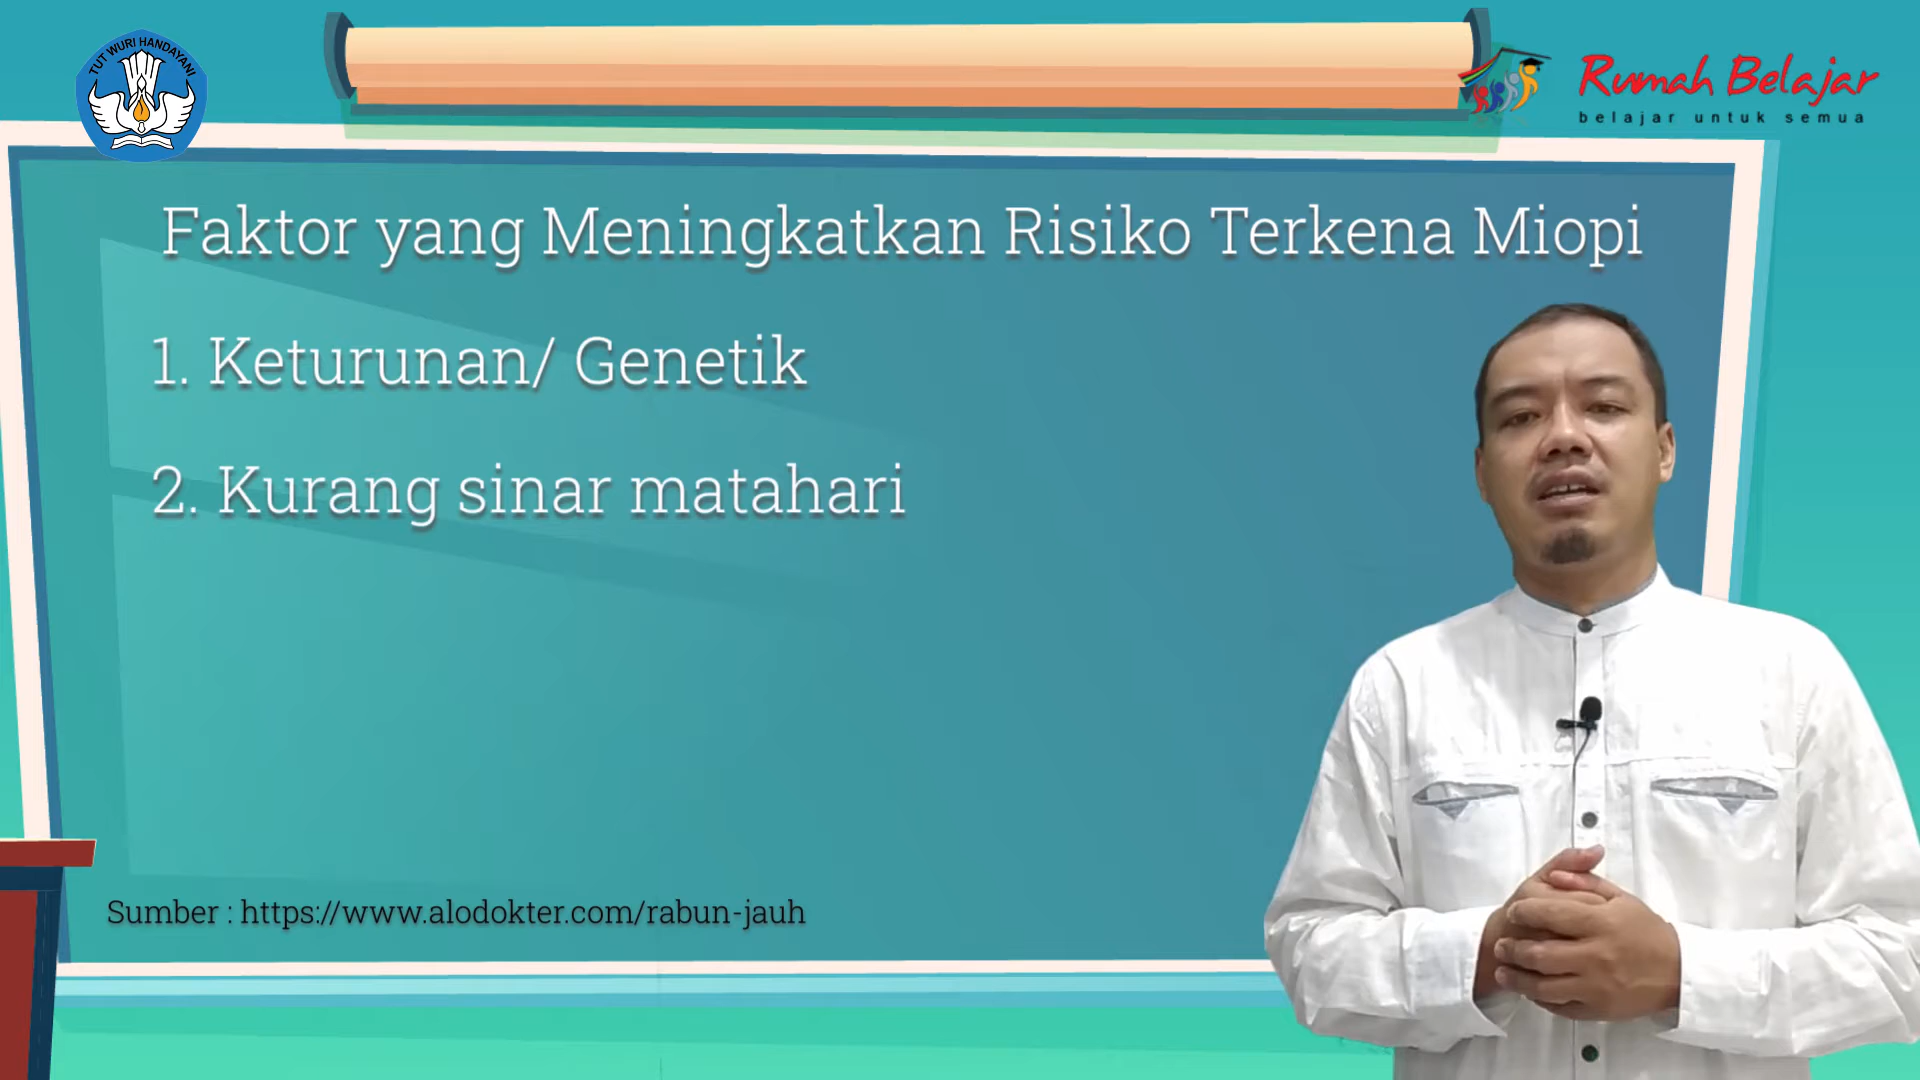 TUT WURI HANDAYANI
Rumah Belajar
belajar untuk semua
Faktor yang Meningkatkan Risiko Terkena Miopi
1. Keturunan/ Genetik
2. Kurang sinar matahari
Sumber : https://www.alodokter.com/rabun-jauh